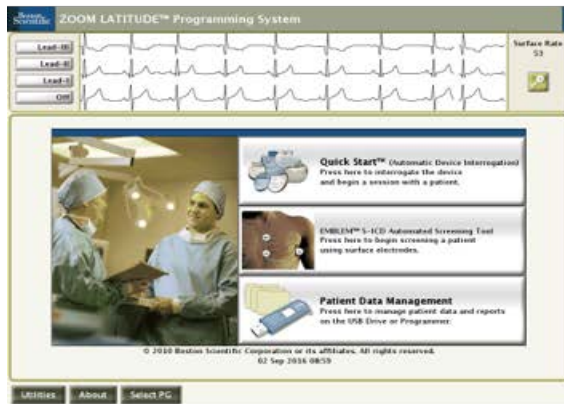 Boston
Scientific
ZOOM LATITUDE™ Programming System
Lead-III
Lead-II
Lead-I
Off
Surface Rate
53
Quick Start™ (Automatic Device Interrogation)
Press here to interrogate the device
and begin a session with a patient.
EMBLEM™ S-ICD Automated Screening Tool
Press here to begin screening a patient
using surface electrodes.
Patient Data Management
Press here to manage patient data and reports
on the USB Drive or Programmer.
© 2010 Boston Scientific Corporation or its affiliates. All rights reserved.
02 Sep 2016 08:59
Utilities
About
Select PG